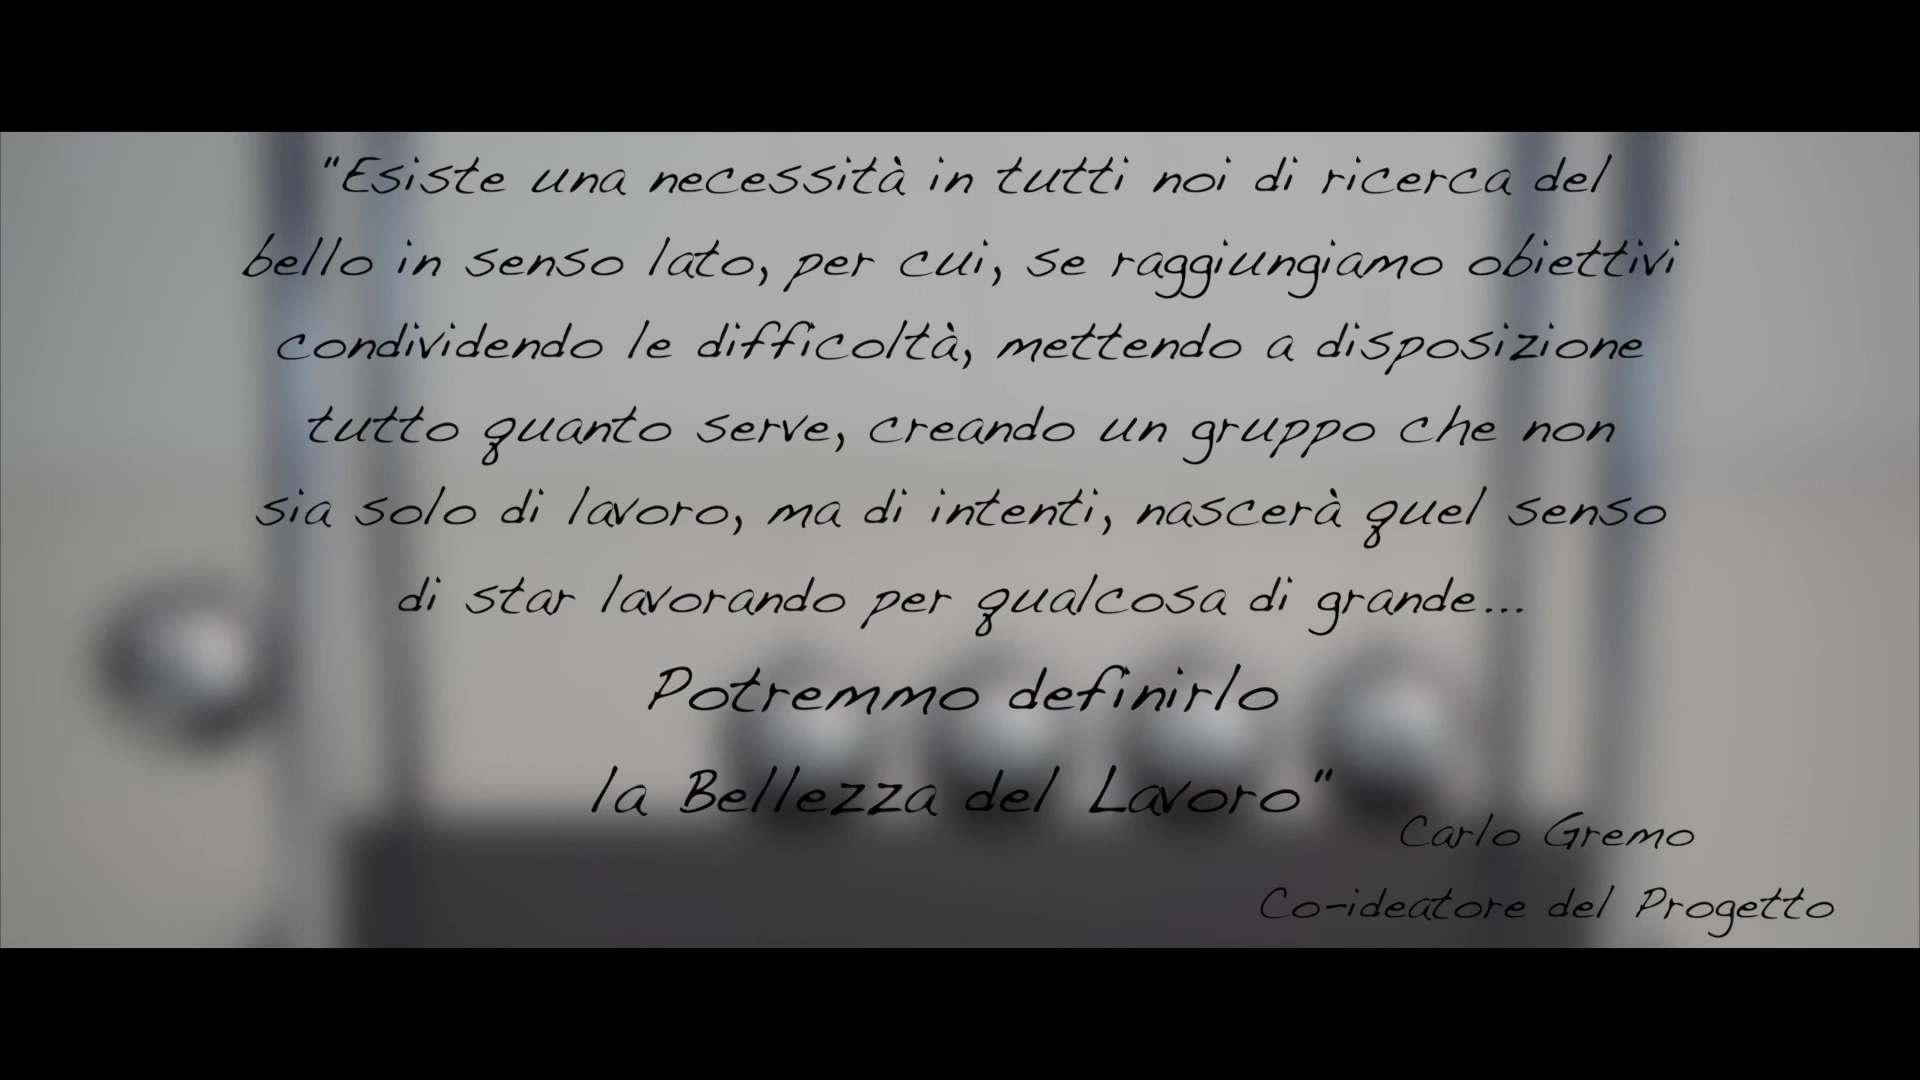 "Esiste una necessità in tutti noi di ricerca del
bello in senso lato, per cui, se raggiungiamo obiettivi
condividendo le difficoltà, mettendo a disposizione
tutto quanto serve, creando un gruppo che non
sia solo di lavoro, ma di intenti, nascerà quel senso
di star lavorando per qualcosa di grande...
Potremmo definirlo
la Bellezza del Lavoro"
Carlo Gremo
Co-ideatore del Progetto